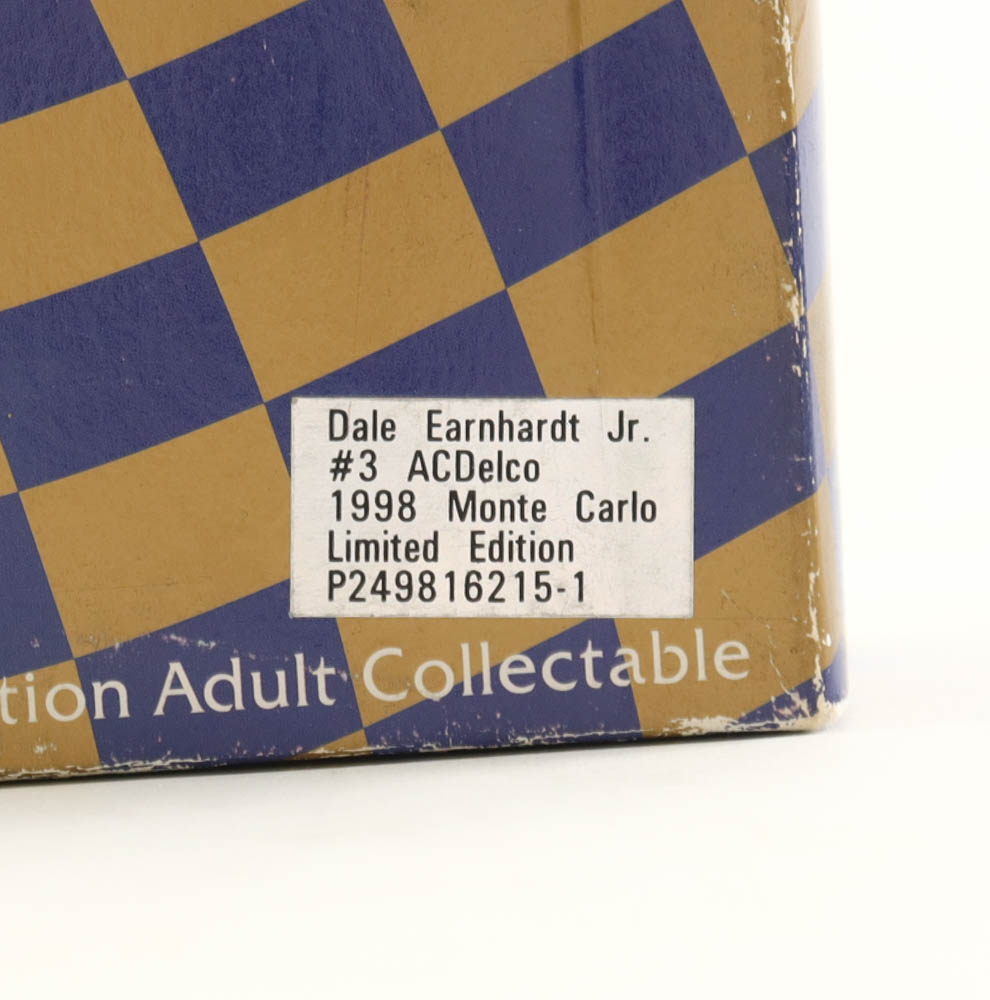 Dale Earnhardt Jr.
#3 ACDelco
1998 Monte Carlo
Limited Edition
P249816215-1
tion Adult Collectable